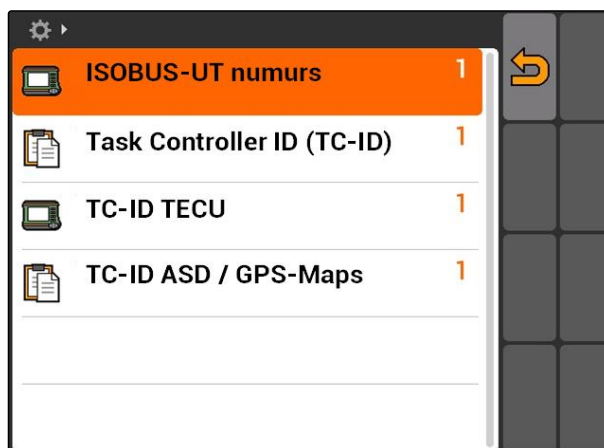 ISOBUS-UT numurs 1
Task Controller ID (TC-ID) 1
TC-ID TECU 1
TC-ID ASD / GPS-Maps 1